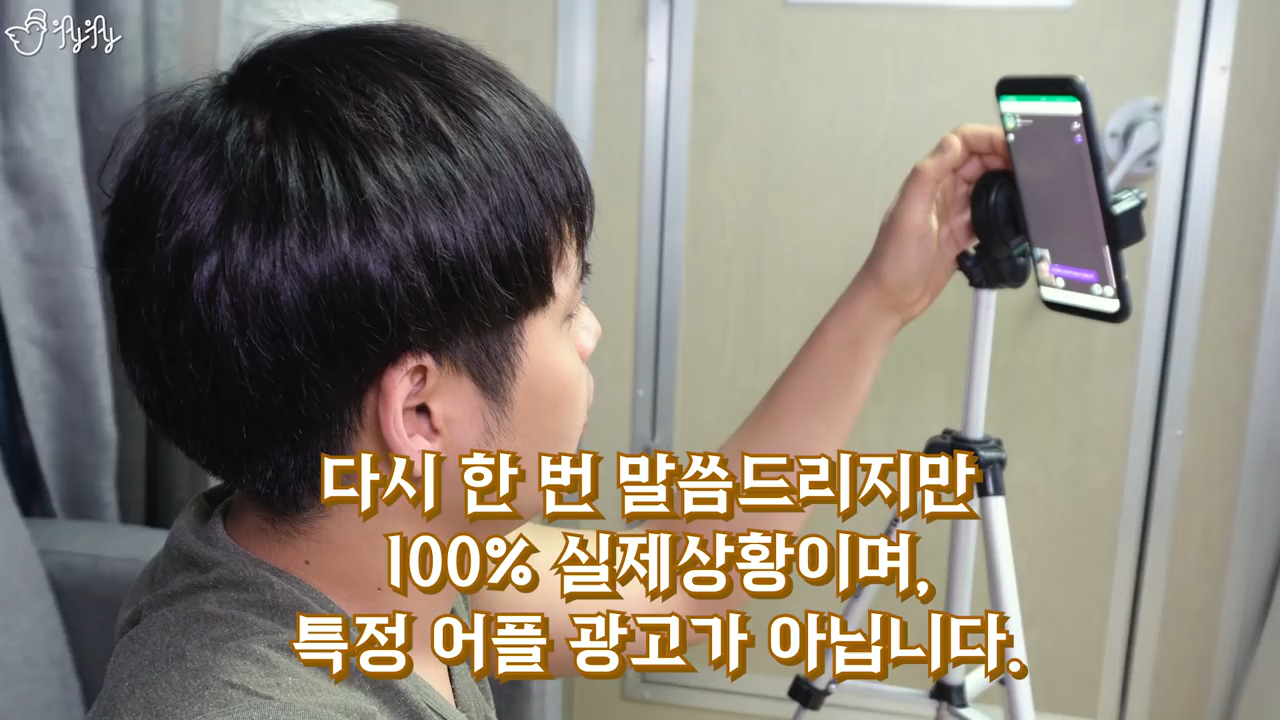 다시 한 번 말씀드리지만
100% 실제상황이며,
특정 어플 광고가 아닙니다.